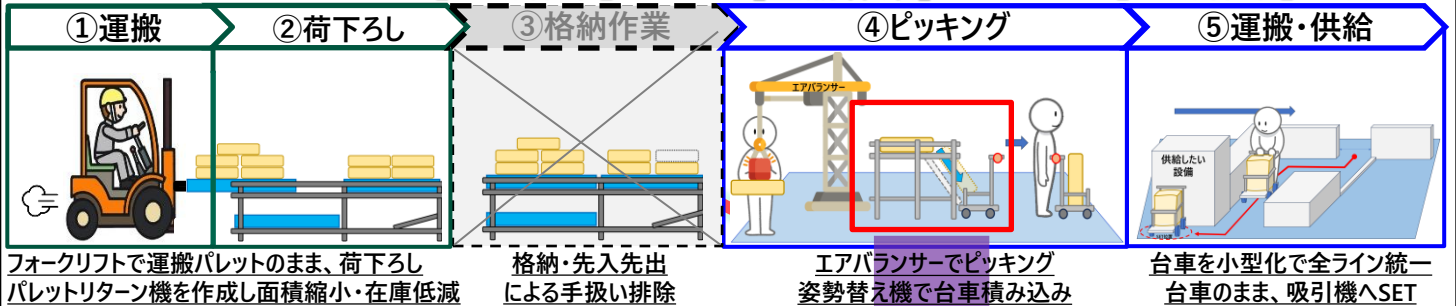 ①運搬
②荷下ろし
③格納作業
④ピッキング
⑤運搬・供給
エアバランサー
供給したい
設備
フォークリフトで運搬パレットのまま、荷下ろし
パレットリターン機を作成し面積縮小・在庫低減
格納・先入先出
による手扱い排除
エアバランサーでピッキング
姿勢替え機で台車積み込み
台車を小型化で全ライン統一
台車のまま、吸引機へSET